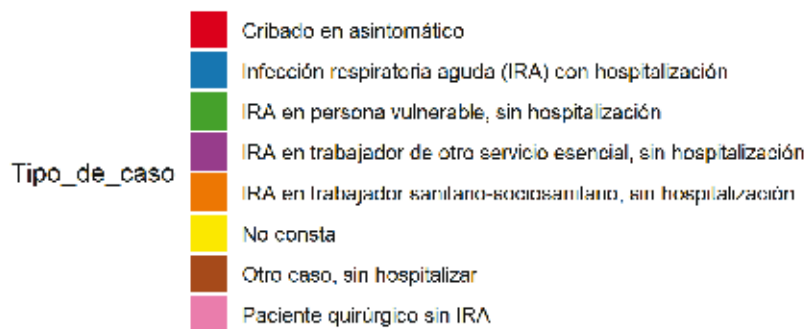 Tipo_de_caso
Cribado en asintomático
Infección respiratoria aguda (IRA) con hospitalización
IRA en persona vulnerable, sin hospitalización
IRA en trabajador de otro servicio esencial, sin hospitalización
IRA en trabajador sanitario-sociosanitario, sin hospitalización
No consta
Otro caso, sin hospitalizar
Paciente quirúrgico sin IRA